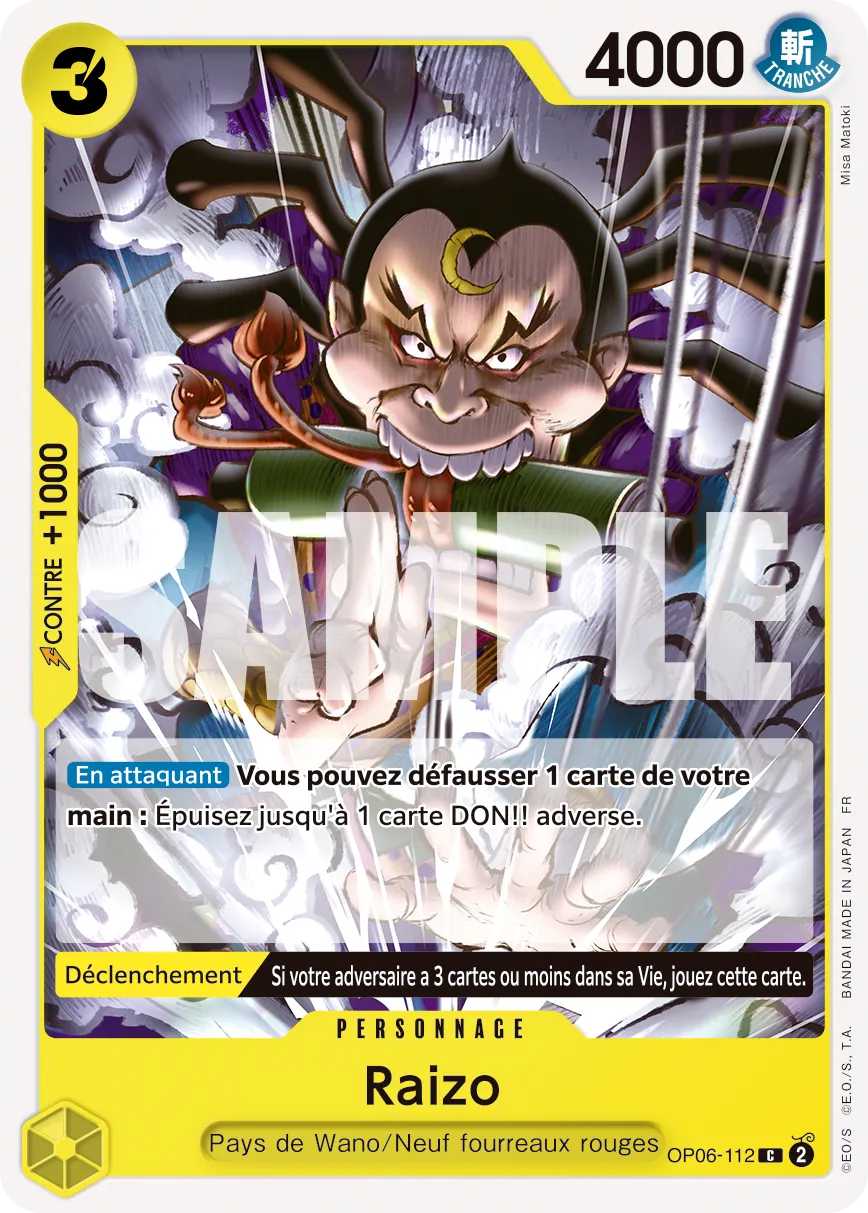 3
4000
斬
TRANCHE
Misa Matoki
CONTRE +1000
SAMPLE
En attaquant Vous pouvez défausser 1 carte de votre
main : Épuisez jusqu'à 1 carte DON!! adverse.
Déclenchement Si votre adversaire a 3 cartes ou moins dans sa Vie, jouez cette carte.
PERSONNAGE
Raizo
Pays de Wano/Neuf fourreaux rouges
OP06-112 C 2
©EO/S ©E.O./S., T.A. BANDAI MADE IN JAPAN FR